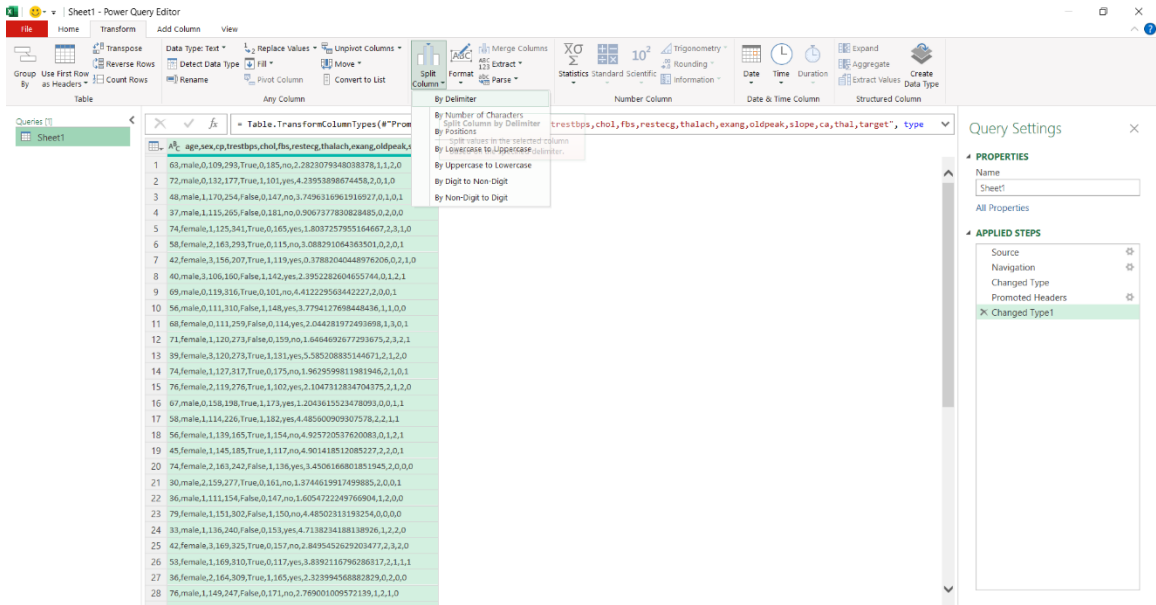 Sheet1 - Power Query Editor
File Home Transform Add Column View
Group By
Use First Row as Headers
Transpose
Reverse Rows
Count Rows
Table
Data Type: Text
Detect Data Type
Rename
Replace Values
Fill
Pivot Column
Unpivot Columns
Move
Convert to List
Any Column
Split Column
Format
Merge Columns
Extract
Parse
Statistics
Standard
Scientific
Trigonometry
Rounding
Information
Number Column
Date
Time
Duration
Date & Time Column
Expand
Aggregate
Extract Values
Create Data Type
Structured Column
By Delimiter
By Number of Characters
Split Column by Delimiter
By Positions
Split values in the selected column
By Lowercase to Uppercase
delimiter.
By Uppercase to Lowercase
By Digit to Non-Digit
By Non-Digit to Digit
Queries [1]
Sheet1
= Table.TransformColumnTypes(#"Prom
trestbps,chol,fbs,restecg,thalach,exang,oldpeak,slope,ca,thal,target", type
age,sex,cp,trestbps,chol,fbs,restecg,thalach,exang,oldpeak,s
1 63,male,0,109,293,True,0,185,no,2.2823079348038378,1,1,2,0
2 72,male,0,132,177,True,1,101,yes,4.23953898674458,2,0,1,0
3 48,male,1,170,254,False,0,147,no,3.7496316961916927,0,1,0,1
4 37,male,1,115,265,False,0,181,no,0.9067377830828485,0,2,0,0
5 74,female,1,125,341,True,0,165,yes,1.8037257955164667,2,3,1,0
6 58,female,2,163,293,True,0,115,no,3.088291064363501,0,2,0,1
7 42,female,3,156,207,True,1,119,yes,0.37882040448976206,0,2,1,0
8 40,male,3,106,160,False,1,142,yes,2.3952282604655744,0,1,2,1
9 69,male,0,119,316,True,0,101,no,4.412229563442227,2,0,0,1
10 56,male,0,111,310,False,1,148,yes,3.7794127698448436,1,1,0,0
11 68,female,0,111,259,False,0,114,yes,2.044281972493698,1,3,0,1
12 71,female,1,120,273,False,0,159,no,1.6464692677293675,2,3,2,1
13 39,female,3,120,273,True,1,131,yes,5.585208835144671,2,1,2,0
14 74,female,1,127,317,True,0,175,no,1.9629599811981946,2,1,0,1
15 76,female,2,119,276,True,1,102,yes,2.1047312834704375,2,1,2,0
16 67,male,0,158,198,True,1,173,yes,1.2043615523478093,0,0,1,1
17 58,male,1,114,226,True,1,182,yes,4.485600909307578,2,2,1,1
18 56,male,1,139,165,True,1,154,no,4.925720537620083,0,1,2,1
19 45,female,1,145,185,True,1,117,no,4.901418512085227,2,2,0,1
20 74,female,2,163,242,False,1,136,yes,3.4506166801851945,2,0,0,0
21 30,male,2,159,277,True,0,161,no,1.3744619917499885,2,0,0,1
22 36,male,1,111,154,False,0,147,no,1.6054722249766904,1,2,0,0
23 79,female,1,151,302,False,1,150,no,4.48502313193254,0,0,0,0
24 33,male,1,136,240,False,0,153,yes,4.7138234188138926,1,2,2,0
25 42,female,3,169,325,True,0,157,no,2.8495452629203477,2,3,2,0
26 53,female,1,169,310,True,0,117,yes,3.8392116796286317,2,1,1,1
27 36,female,2,164,309,True,1,165,yes,2.323994568882829,0,2,0,0
28 76,male,1,149,247,False,0,171,no,2.769001009572139,1,2,1,0
Query Settings
PROPERTIES
Name
Sheet1
All Properties
APPLIED STEPS
Source
Navigation
Changed Type
Promoted Headers
Changed Type1